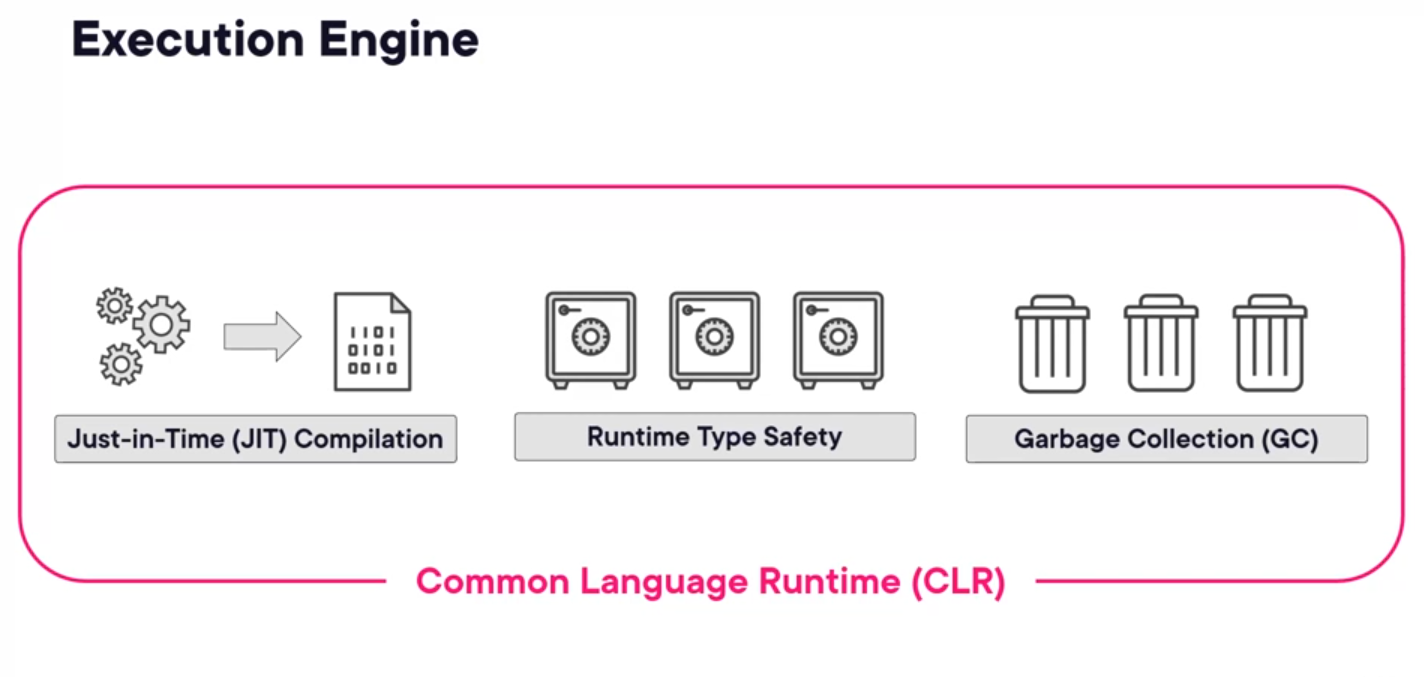 Execution Engine
1101
0101
0010
Just-in-Time (JIT) Compilation
Runtime Type Safety
Garbage Collection (GC)
Common Language Runtime (CLR)